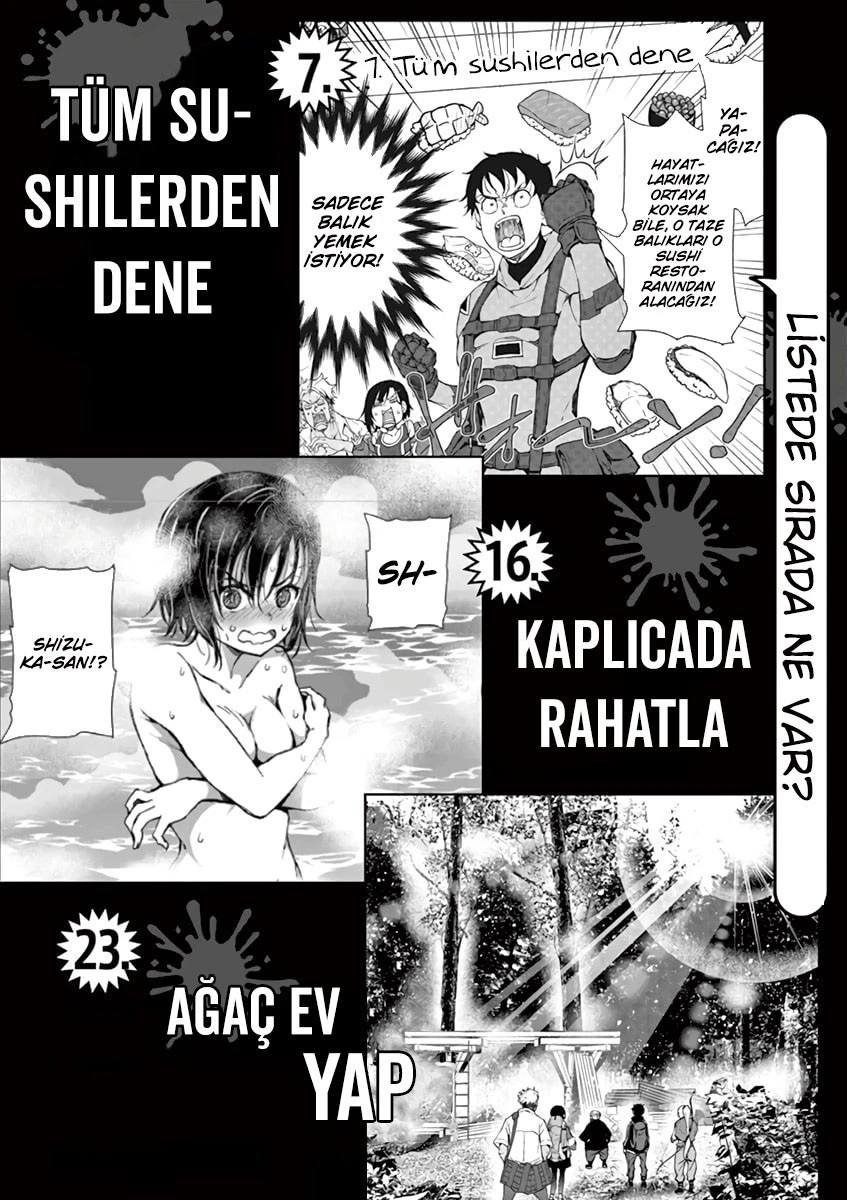 7.
TÜM SU-
SHILERDEN
DENE
7. Tüm sushilerden dene
YA-
PA-
CAĞIZ!
HAYAT-
LARIMIZI
ORTAYA
KOYSAK
BİLE, O TAZE
BALIKLARI O
SUSHI
RESTO-
RANINDAN
ALACAĞIZ!
SADECE
BALIK
YEMEK
İSTİYOR!
LİSTEDE SIRADA NE VAR?
16.
KAPLICADA
RAHATLA
SH-
SHIZU-
KA-SAN!?
23.
AĞAÇ EV
YAP